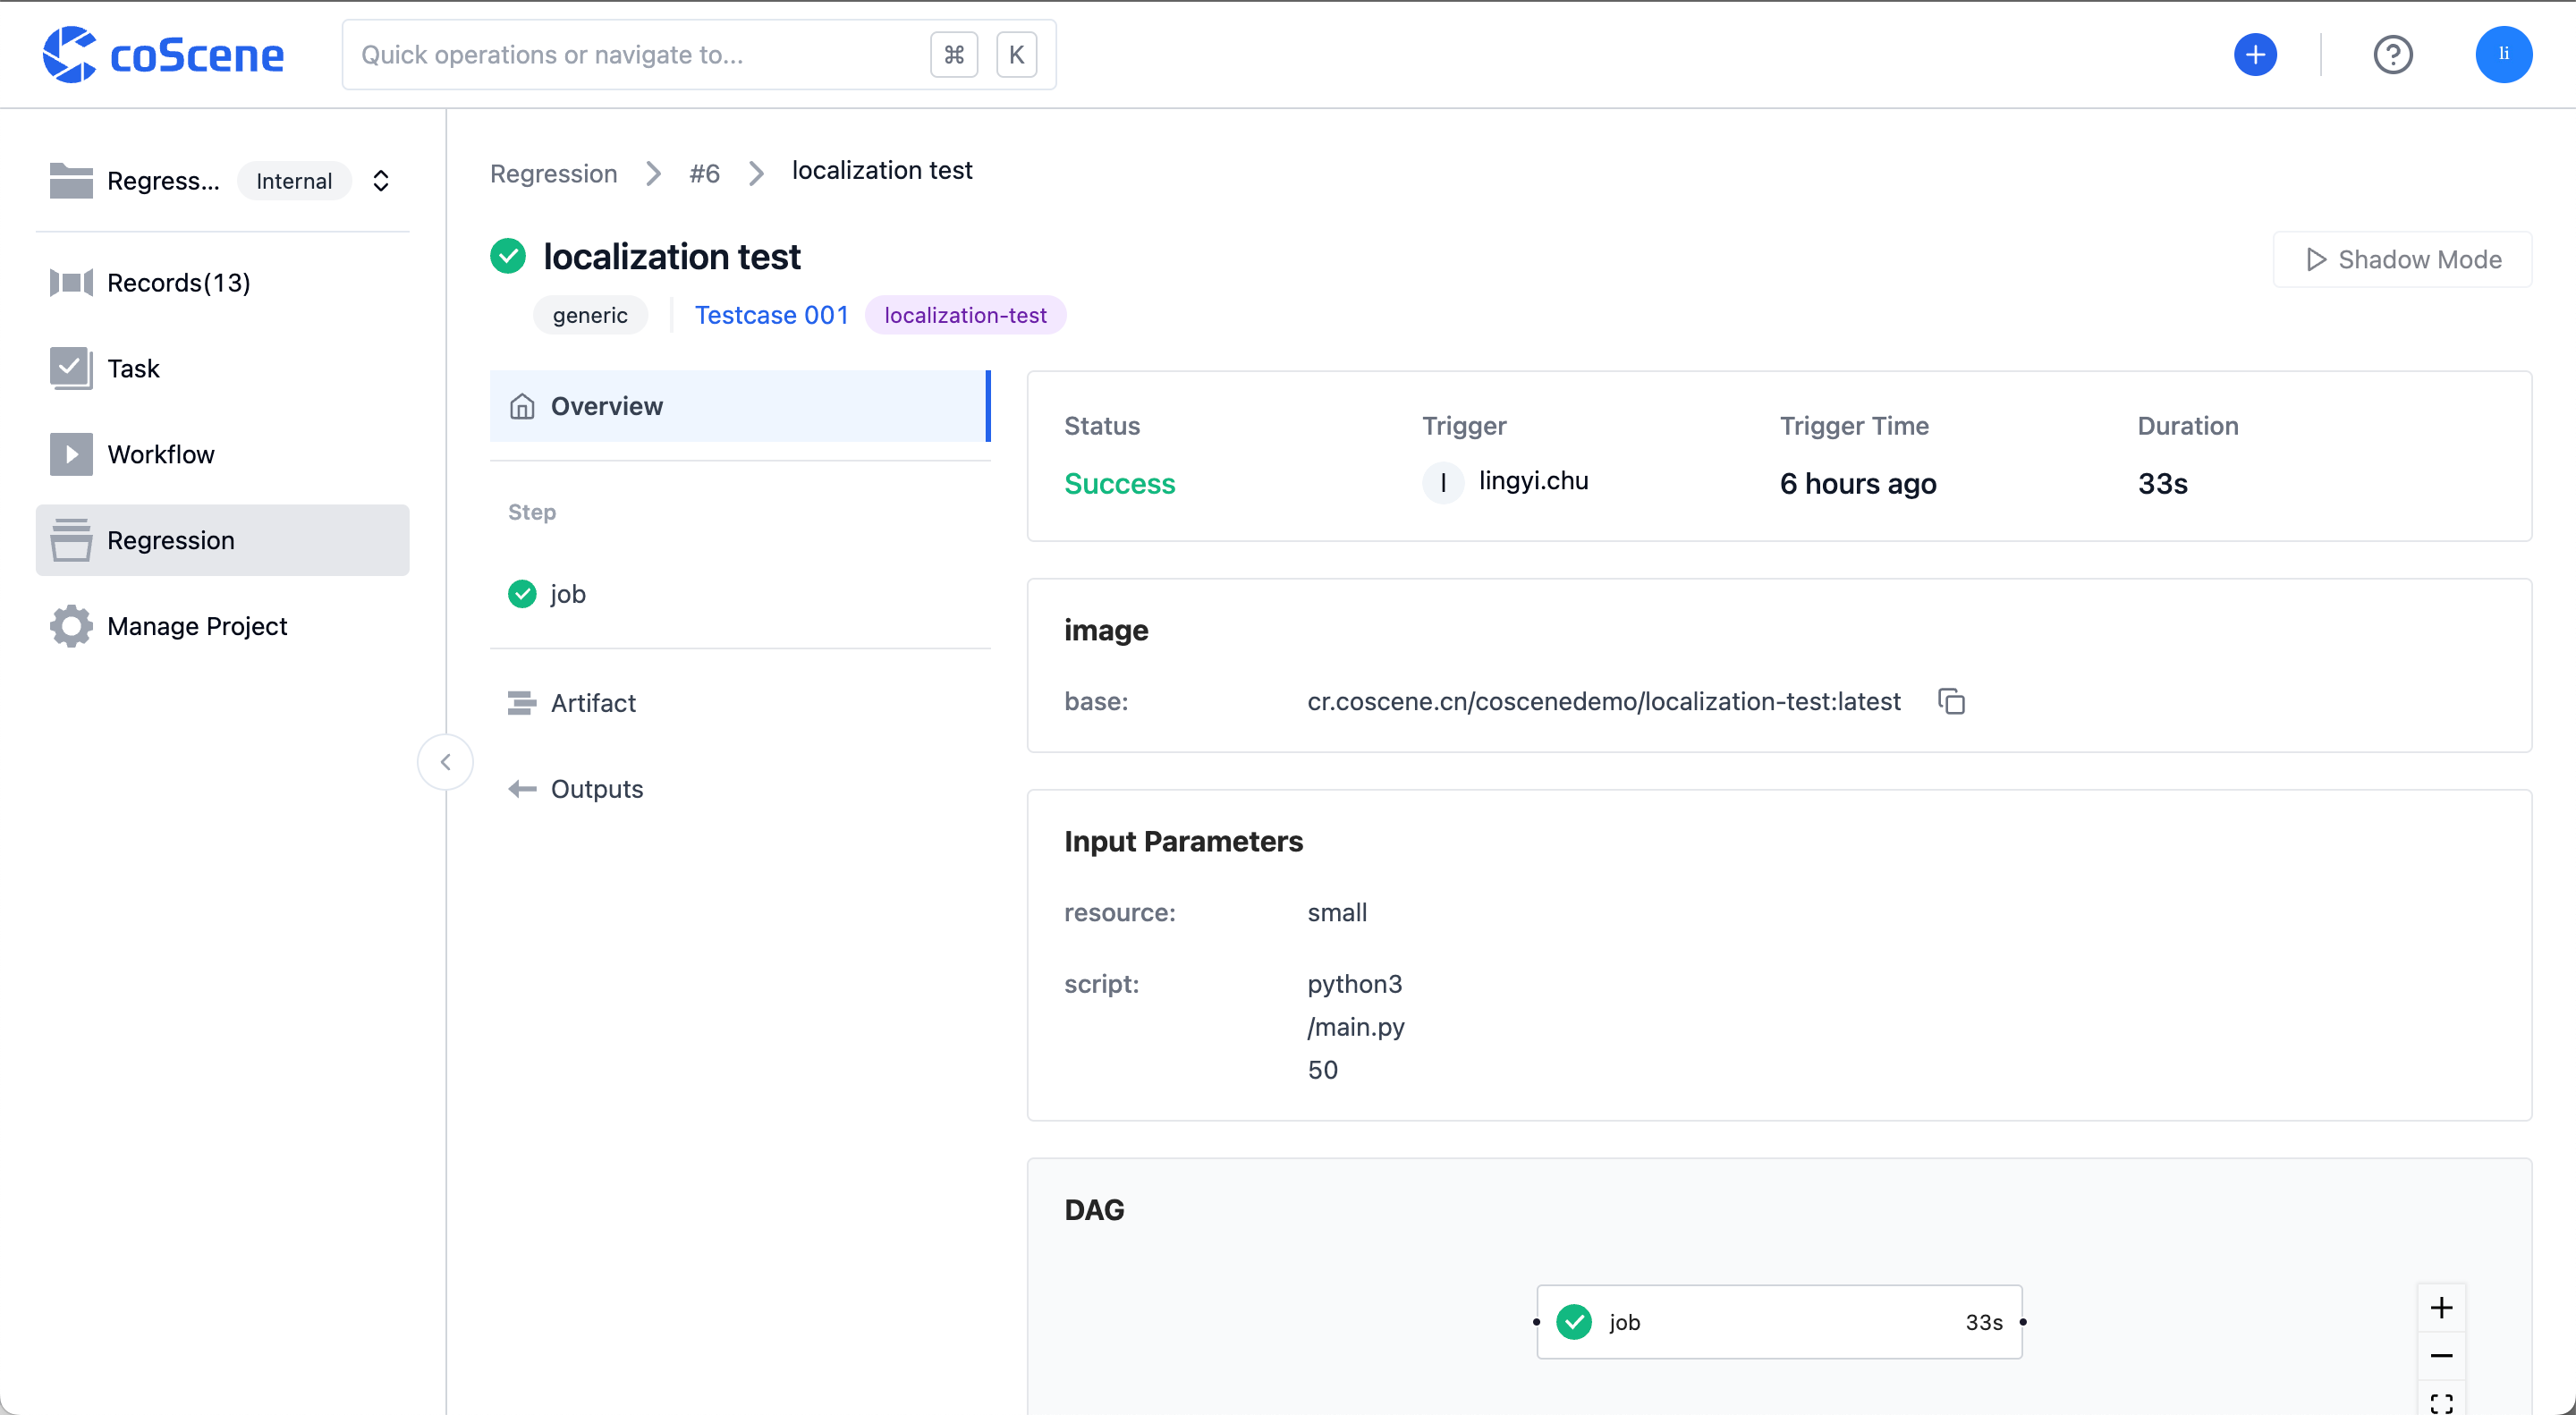 coScene
Quick operations or navigate to...
⌘ K
li
Regress... Internal
Records(13)
Task
Workflow
Regression
Manage Project
Regression > #6 > localization test
localization test
Shadow Mode
generic Testcase 001 localization-test
Overview
Step
job
Artifact
Outputs
Status Trigger Trigger Time Duration
Success l lingyi.chu 6 hours ago 33s
image
base: cr.coscene.cn/coscenedemo/localization-test:latest
Input Parameters
resource: small
script: python3
/main.py
50
DAG
job 33s